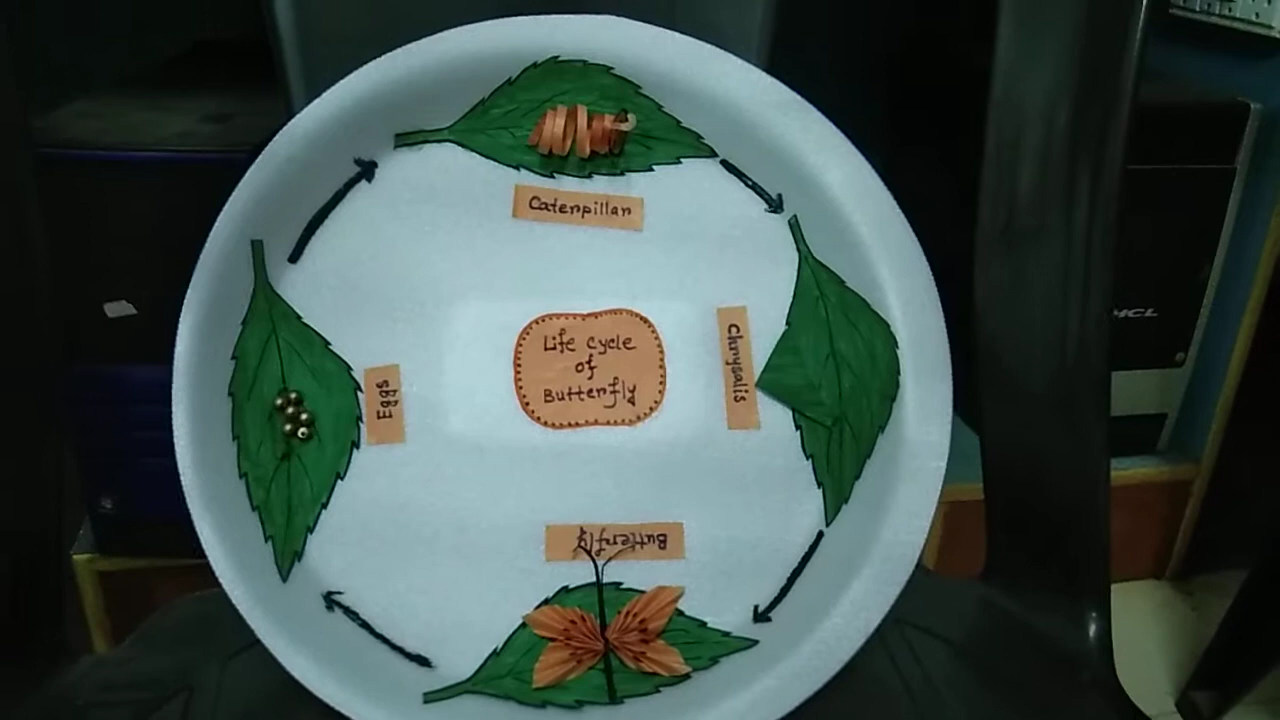 Caterpillar
Life cycle
of
Butterfly
Chrysalis
Eggs
Butterfly
HCL